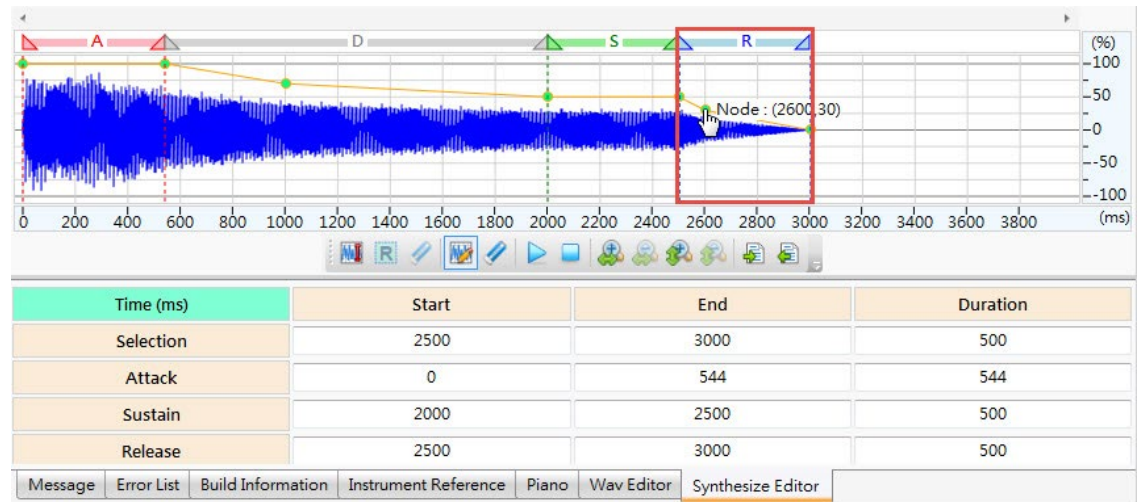 A D S R (%)
100
50
Node : (2600,30)
0
-50
-100
0 200 400 600 800 1000 1200 1400 1600 1800 2000 2200 2400 2600 2800 3000 3200 3400 3600 3800 (ms)
R
Time (ms) Start End Duration
Selection 2500 3000 500
Attack 0 544 544
Sustain 2000 2500 500
Release 2500 3000 500
Message Error List Build Information Instrument Reference Piano Wav Editor Synthesize Editor